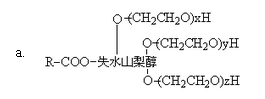 O-(CH₂CH₂O)xH
O-(CH₂CH₂O)yH
a. R-COO-失水山梨醇
O-(CH₂CH₂O)zH